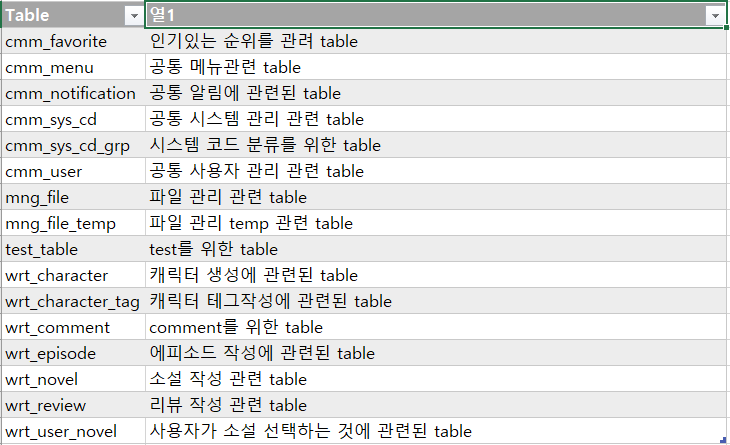 Table 열1
cmm_favorite 인기있는 순위를 관려 table
cmm_menu 공통 메뉴관련 table
cmm_notification 공통 알림에 관련된 table
cmm_sys_cd 공통 시스템 관리 관련 table
cmm_sys_cd_grp 시스템 코드 분류를 위한 table
cmm_user 공통 사용자 관리 관련 table
mng_file 파일 관리 관련 table
mng_file_temp 파일 관리 temp 관련 table
test_table test를 위한 table
wrt_character 캐릭터 생성에 관련된 table
wrt_character_tag 캐릭터 테그작성에 관련된 table
wrt_comment comment를 위한 table
wrt_episode 에피소드 작성에 관련된 table
wrt_novel 소설 작성 관련 table
wrt_review 리뷰 작성 관련 table
wrt_user_novel 사용자가 소설 선택하는 것에 관련된 table